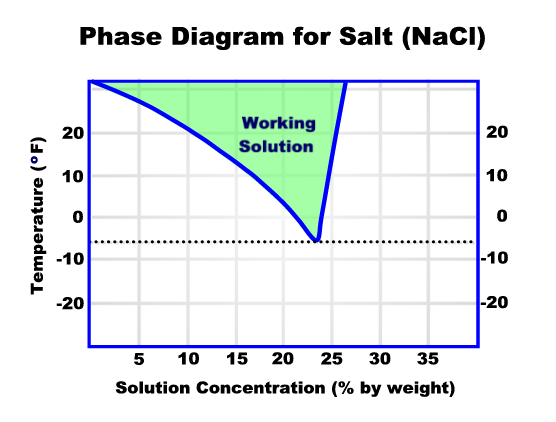 Phase Diagram for Salt (NaCl)
Working
Solution
Temperature (°F)
20
10
0
-10
-20
20
10
0
-10
-20
5 10 15 20 25 30 35
Solution Concentration (% by weight)